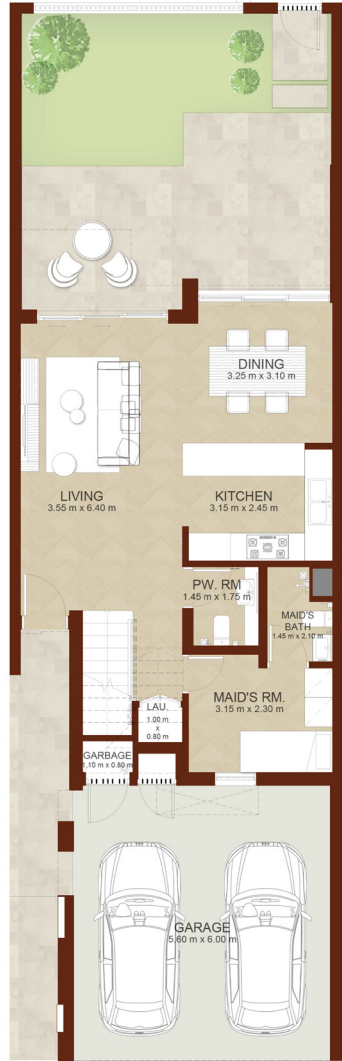 DINING
3.25 m x 3.10 m
LIVING
3.55 m x 6.40 m
KITCHEN
3.15 m x 2.45 m
PW. RM
1.45 m x 1.75 m
MAID'S
BATH
1.45 m x 2.10 m
MAID'S RM.
3.15 m x 2.30 m
LAU.
1.00 m
x
0.80 m
GARBAGE
1.10 m x 0.80 m
GARAGE
5.60 m x 6.00 m